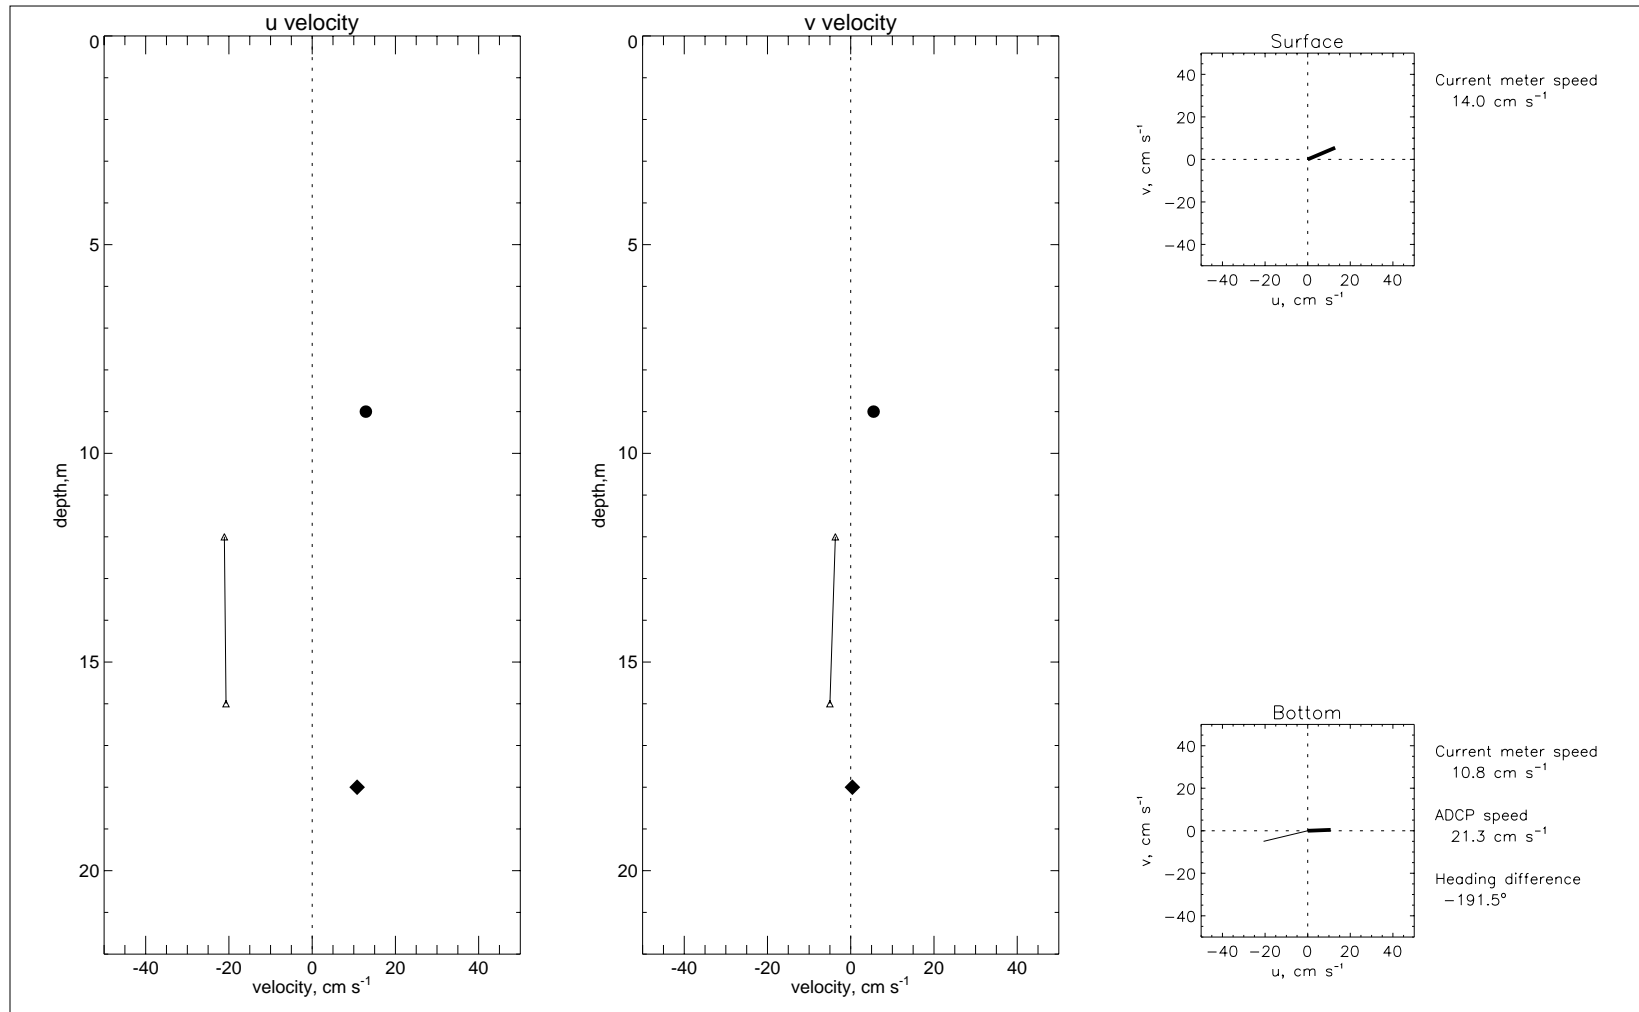 u velocity
0
5
10
15
20
depth,m
-40 -20 0 20 40
velocity, cm s⁻¹
v velocity
0
5
10
15
20
depth,m
-40 -20 0 20 40
velocity, cm s⁻¹
Surface
40
20
0
−20
−40
v, cm s⁻¹
−40 −20 0 20 40
u, cm s⁻¹
Current meter speed
14.0 cm s⁻¹
Bottom
40
20
0
−20
−40
v, cm s⁻¹
−40 −20 0 20 40
u, cm s⁻¹
Current meter speed
10.8 cm s⁻¹
ADCP speed
21.3 cm s⁻¹
Heading difference
−191.5°